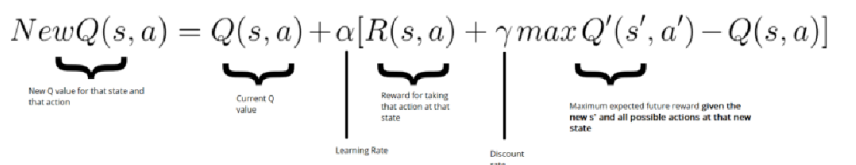 NewQ(s, a) = Q(s, a)+α[R(s, a) + γ max Q′(s′, a′)−Q(s, a)]
New Q value for that state and
that action
Current Q
value
Reward for taking
that action at that
state
Maximum expected future reward given the
new s' and all possible actions at that new
state
Learning Rate
Discount